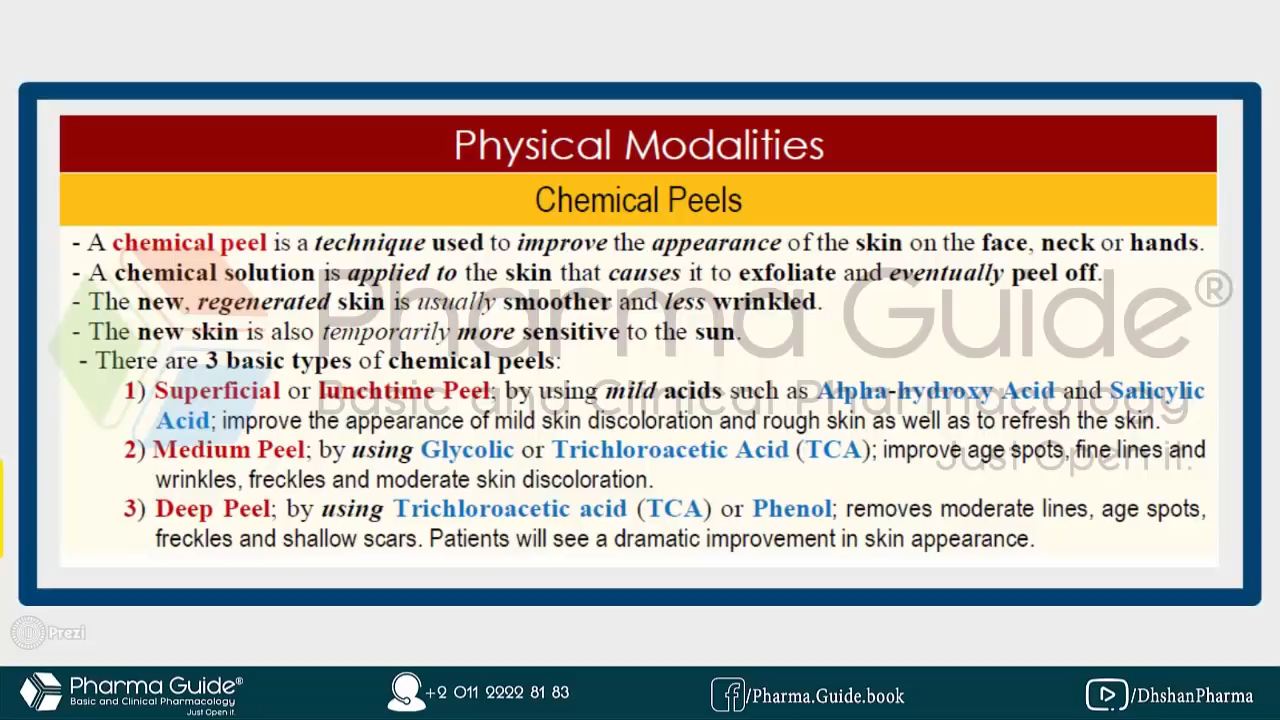 Physical Modalities
Chemical Peels
- A chemical peel is a technique used to improve the appearance of the skin on the face, neck or hands.
- A chemical solution is applied to the skin that causes it to exfoliate and eventually peel off.
- The new, regenerated skin is usually smoother and less wrinkled.
- The new skin is also temporarily more sensitive to the sun.
- There are 3 basic types of chemical peels:
1) Superficial or lunchtime Peel; by using mild acids such as Alpha-hydroxy Acid and Salicylic
Acid; improve the appearance of mild skin discoloration and rough skin as well as to refresh the skin.
2) Medium Peel; by using Glycolic or Trichloroacetic Acid (TCA); improve age spots, fine lines and
wrinkles, freckles and moderate skin discoloration.
3) Deep Peel; by using Trichloroacetic acid (TCA) or Phenol; removes moderate lines, age spots,
freckles and shallow scars. Patients will see a dramatic improvement in skin appearance.
Pharma Guide®
Basic and Clinical Pharmacology
Just Open it.
Prezi
Pharma Guide®
Basic and Clinical Pharmacology
Just Open it.
+2 011 2222 81 83
/Pharma.Guide.book
/DhshanPharma